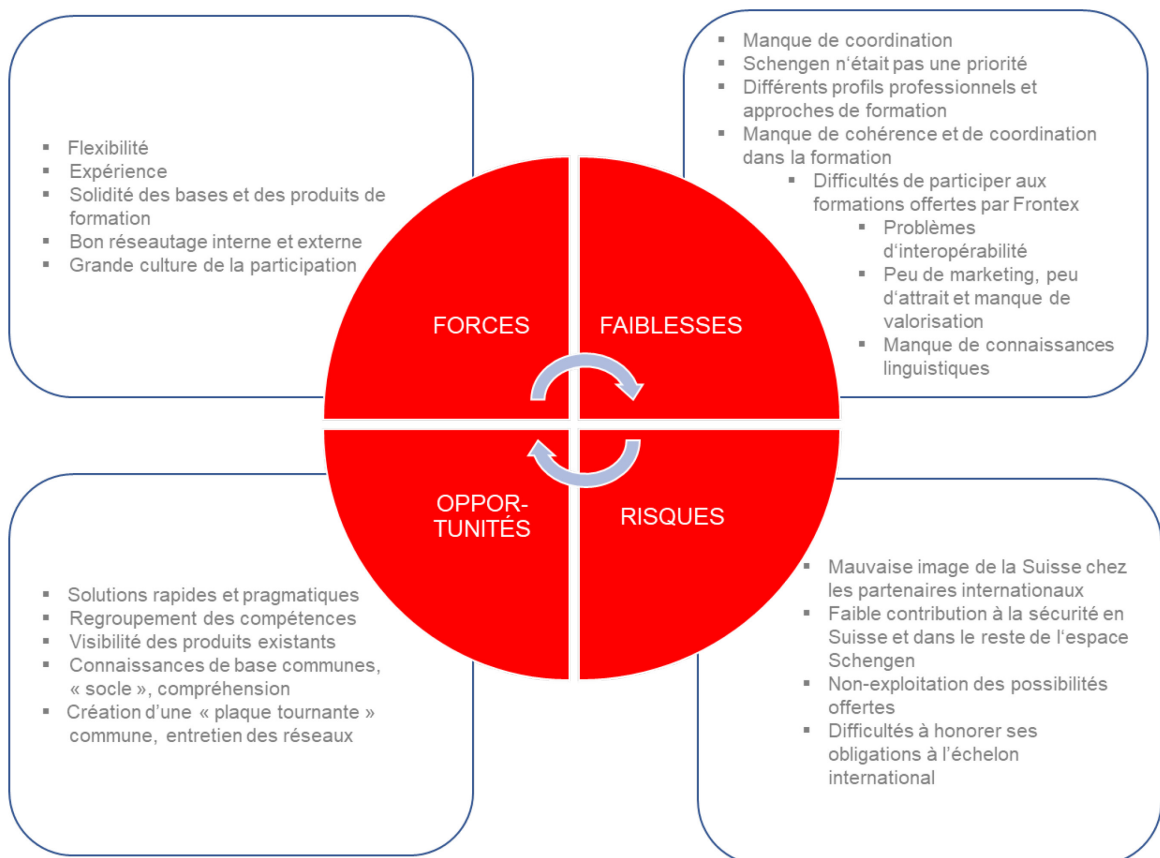 ▪ Flexibilité
▪ Expérience
▪ Solidité des bases et des produits de
formation
▪ Bon réseautage interne et externe
▪ Grande culture de la participation
▪ Manque de coordination
▪ Schengen n‘était pas une priorité
▪ Différents profils professionnels et
approches de formation
▪ Manque de cohérence et de coordination
dans la formation
▪ Difficultés de participer aux
formations offertes par Frontex
▪ Problèmes
d‘interopérabilité
▪ Peu de marketing, peu
d‘attrait et manque de
valorisation
▪ Manque de connaissances
linguistiques
FORCES
FAIBLESSES
OPPOR-
TUNITÉS
RISQUES
▪ Solutions rapides et pragmatiques
▪ Regroupement des compétences
▪ Visibilité des produits existants
▪ Connaissances de base communes,
« socle », compréhension
▪ Création d’une « plaque tournante »
commune, entretien des réseaux
▪ Mauvaise image de la Suisse chez
les partenaires internationaux
▪ Faible contribution à la sécurité en
Suisse et dans le reste de l‘espace
Schengen
▪ Non-exploitation des possibilités
offertes
▪ Difficultés à honorer ses
obligations à l’échelon
international